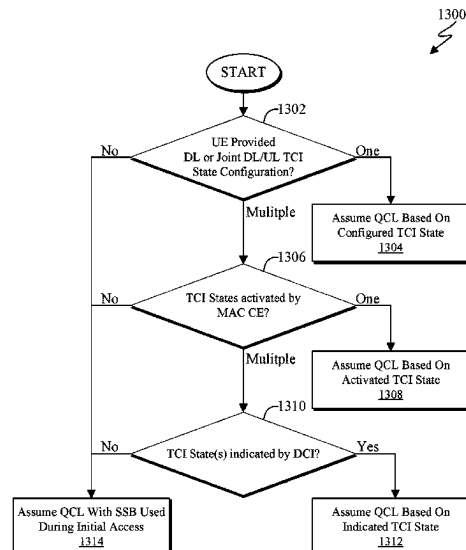 1300
START
1302
No
UE Provided
DL or Joint DL/UL TCI
State Configuration?
One
Mulitple
Assume QCL Based On
Configured TCI State
1304
1306
No
TCI States activated by
MAC CE?
One
Mulitple
Assume QCL Based On
Activated TCI State
1308
1310
No
TCI State(s) indicated by DCI?
Yes
Assume QCL With SSB Used
During Initial Access
1314
Assume QCL Based On
Indicated TCI State
1312